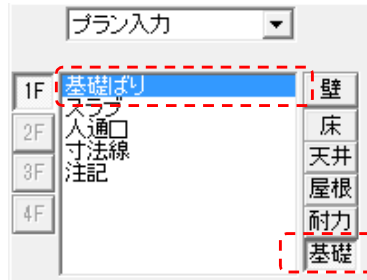 プラン入力
1F
2F
3F
4F
基礎ばり
スラブ
人通口
寸法線
注記
壁
床
天井
屋根
耐力
基礎